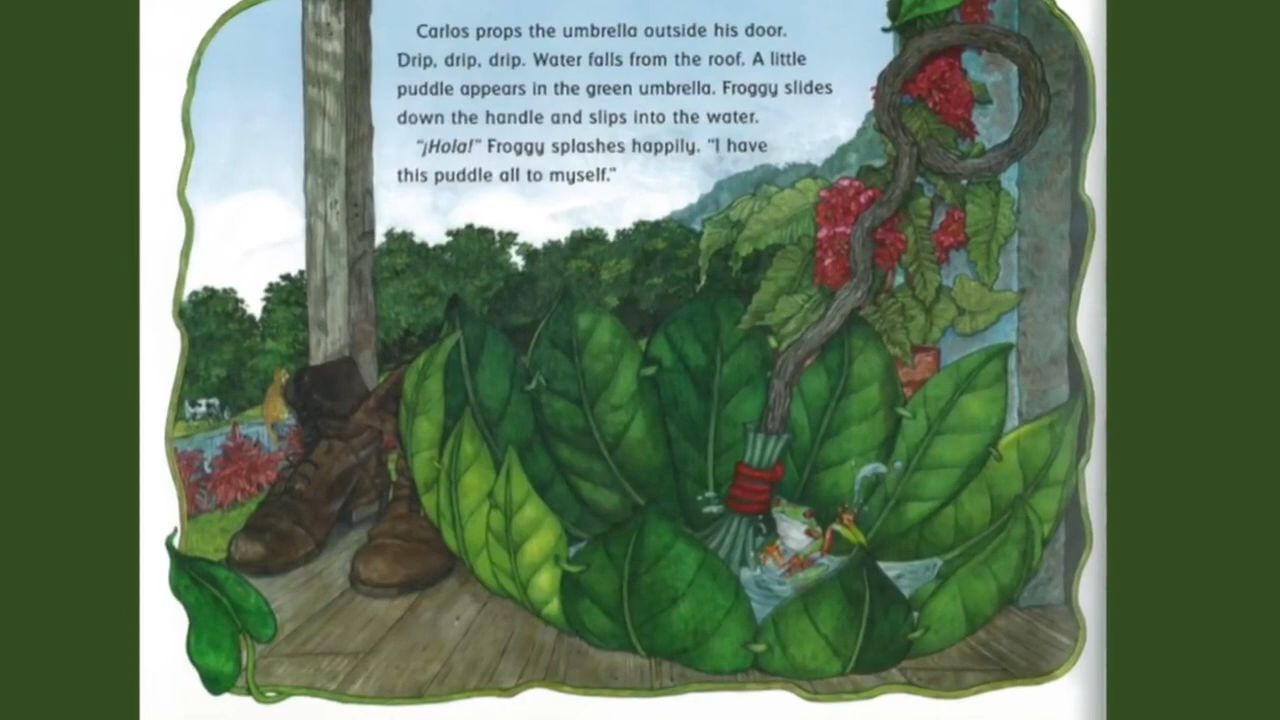 Carlos props the umbrella outside his door.
Drip, drip, drip. Water falls from the roof. A little
puddle appears in the green umbrella. Froggy slides
down the handle and slips into the water.
"¡Hola!" Froggy splashes happily. "I have
this puddle all to myself."